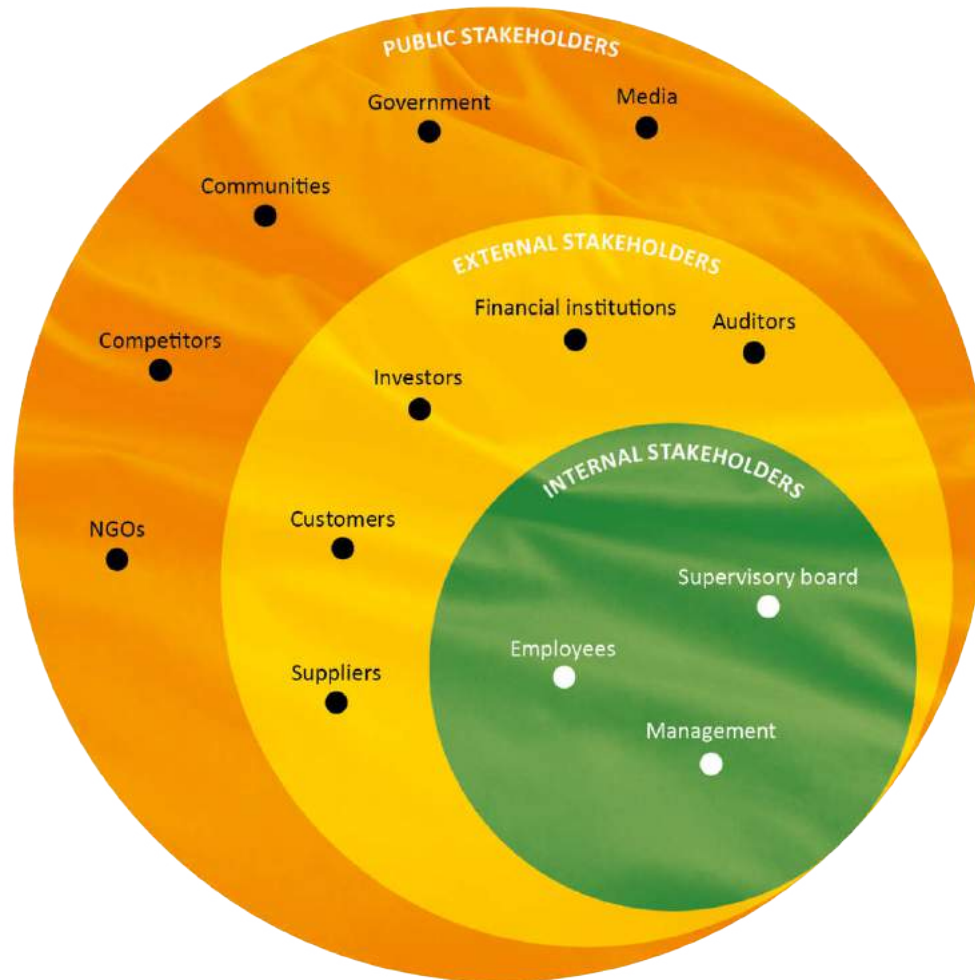 PUBLIC STAKEHOLDERS
Government
Media
Communities
EXTERNAL STAKEHOLDERS
Financial institutions
Auditors
Competitors
Investors
INTERNAL STAKEHOLDERS
NGOs
Customers
Supervisory board
Employees
Suppliers
Management